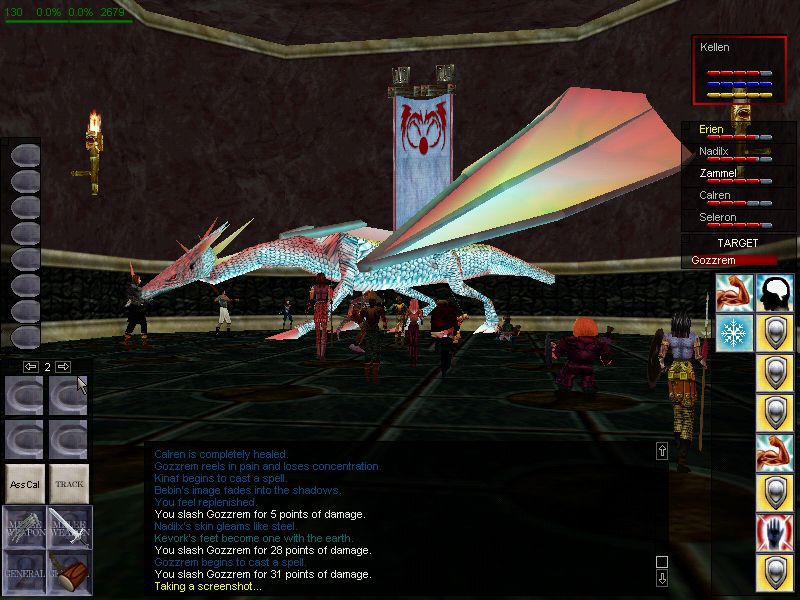 130 0.0% 0.0% 2679
Kellen
Erien
Nadilx
Zammel
Calren
Seleron
TARGET
Gozzrem
2
AssCal
TRACK
WEAPON
GENERAL
Calren is completely healed.
Gozzrem reels in pain and loses concentration.
Kinaf begins to cast a spell.
Bebin's image fades into the shadows.
You feel replenished.
You slash Gozzrem for 5 points of damage.
Nadilx's skin gleams like steel.
Kevork's feet become one with the earth.
You slash Gozzrem for 28 points of damage.
Gozzrem begins to cast a spell.
You slash Gozzrem for 31 points of damage.
Taking a screenshot...